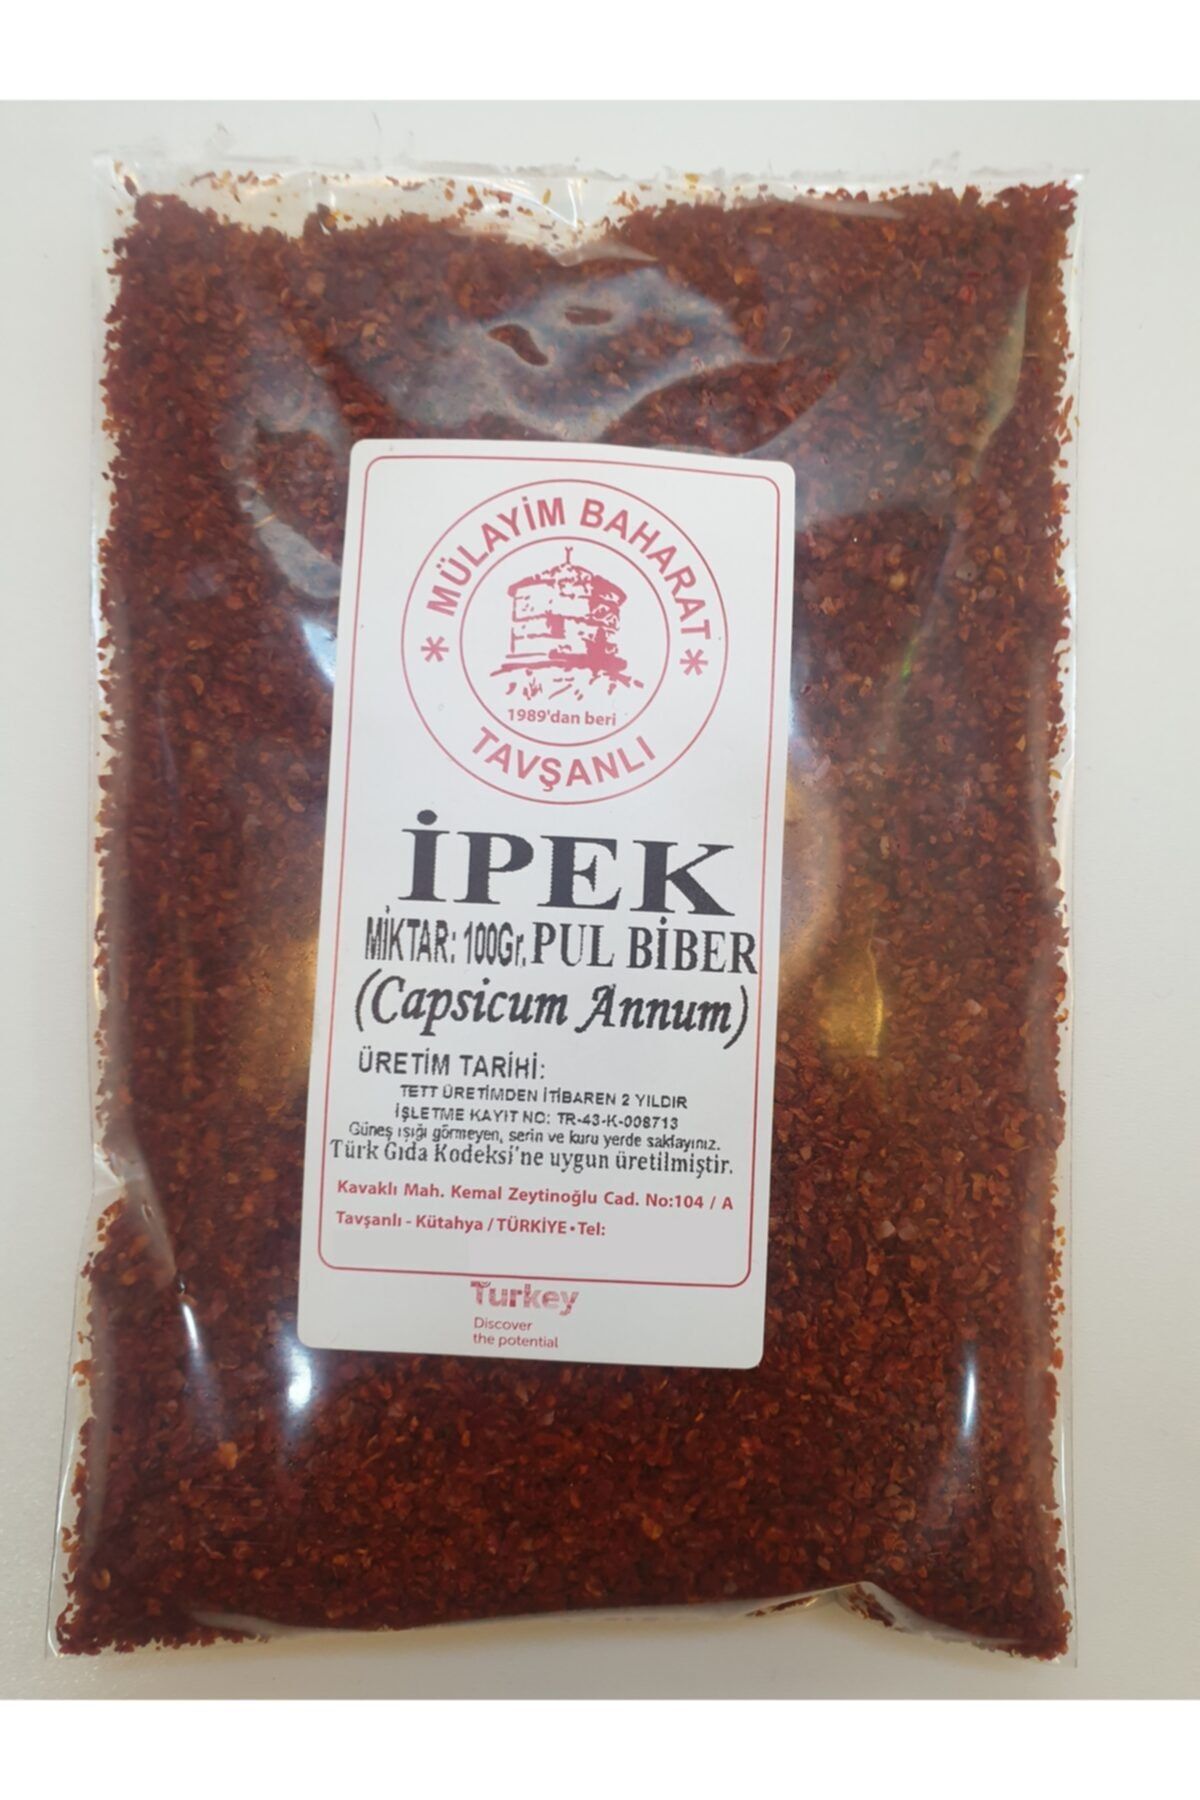 * MÜLAYİM BAHARAT *
1989'dan beri
TAVŞANLI
İPEK
MİKTAR: 100Gr. PUL BİBER
(Capsicum Annum)
ÜRETİM TARİHİ:
TETT ÜRETİMDEN İTİBAREN 2 YILDIR
İŞLETME KAYIT NO: TR-43-K-008713
Güneş ışığı görmeyen, serin ve kuru yerde saklayınız.
Türk Gıda Kodeksi'ne uygun üretilmiştir.
Kavaklı Mah. Kemal Zeytinoğlu Cad. No:104 / A
Tavşanlı - Kütahya / TÜRKİYE • Tel:
Turkey
Discover
the potential